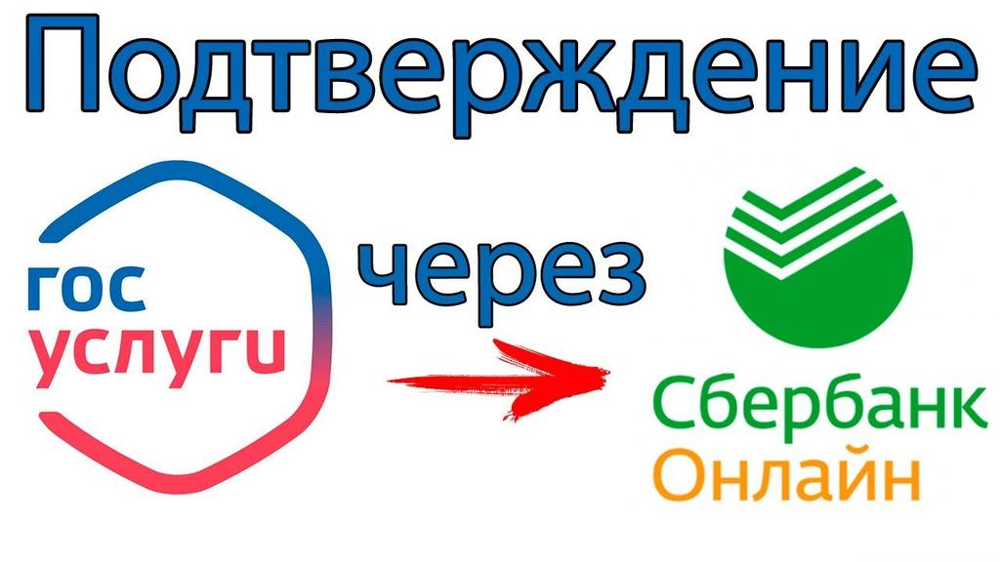 Подтверждение
гос
услуги
через
Сбербанк
Онлайн